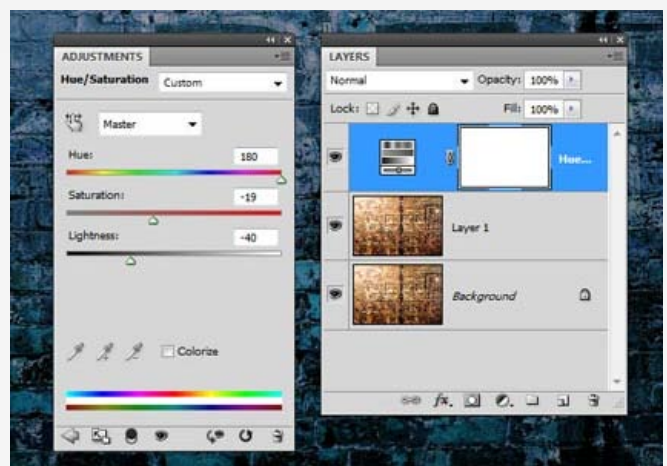 ADJUSTMENTS
Hue/Saturation Custom
Master
Hue: 180
Saturation: -19
Lightness: -40
Colorize
LAYERS
Normal Opacity: 100%
Lock: Fill: 100%
Hue...
Layer 1
Background
fx.